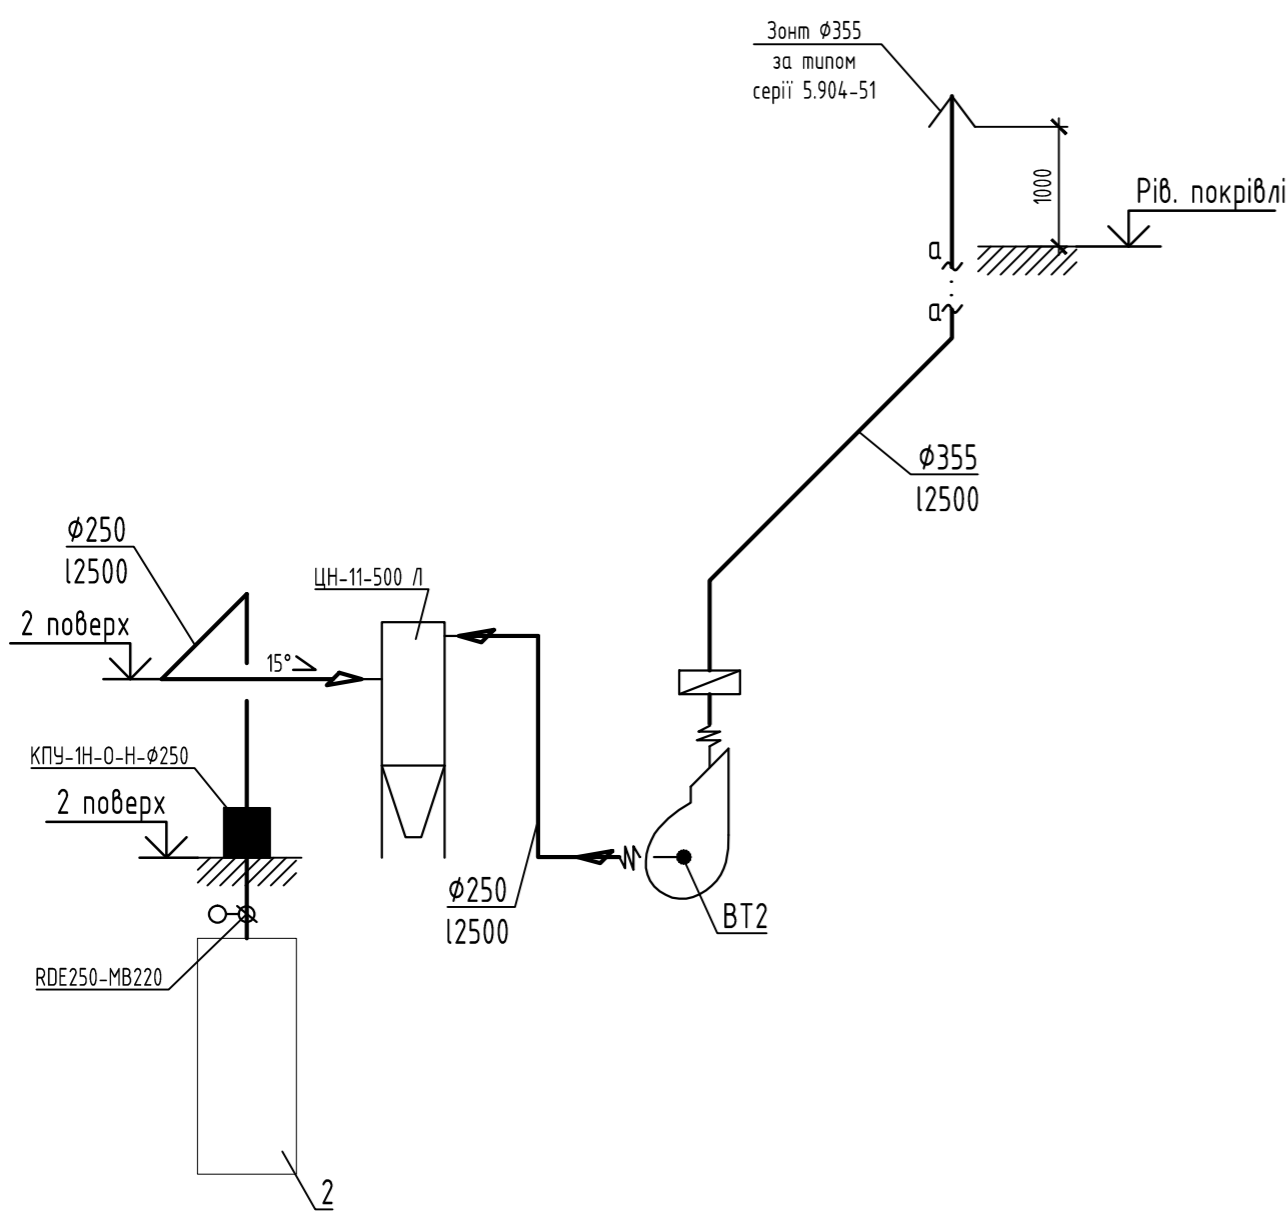 Зонт Ø355
за типом
серії 5.904-51
1000
Рів. покрівлі
а
а
Ø355
l2500
Ø250
l2500
ЦН-11-500 Л
2 поверх
15°
КПУ-1Н-О-Н-Ø250
2 поверх
Ø250
l2500
ВТ2
RDE250-MB220
2